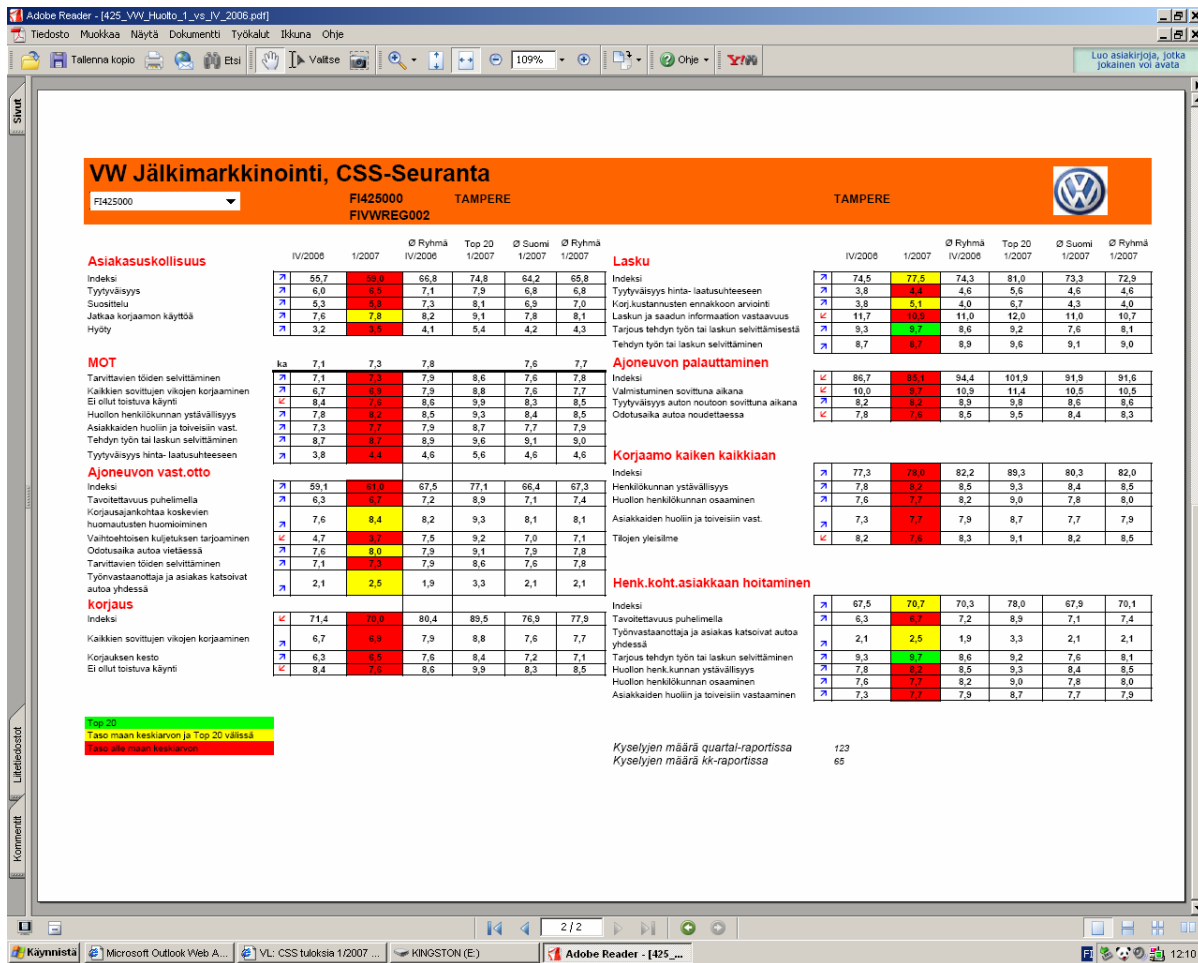 Adobe Reader - [425_VW_Huolto_1_vs_IV_2006.pdf]
Tiedosto Muokkaa Näytä Dokumentti Työkalut Ikkuna Ohje
Tallenna kopio Etsi Valitse 109% Ohje Y!
Luo asiakirjoja, jotka
jokainen voi avata
Sivut
Liitetiedostot
Kommentit
VW Jälkimarkkinointi, CSS-Seuranta
FI425000 FI425000 TAMPERE TAMPERE
FIVWREG002
Ø Ryhmä Top 20 Ø Suomi Ø Ryhmä
Asiakasuskollisuus IV/2006 1/2007 IV/2006 1/2007 1/2007 1/2007
Indeksi 55,7 59,0 66,8 74,8 64,2 65,8
Tyytyväisyys 6,0 6,5 7,1 7,9 6,8 6,8
Suosittelu 5,3 5,8 7,3 8,1 6,9 7,0
Jatkaa korjaamon käyttöä 7,6 7,8 8,2 9,1 7,8 8,1
Hyöty 3,2 3,5 4,1 5,4 4,2 4,3
MOT ka 7,1 7,3 7,8 7,6 7,7
Tarvittavien töiden selvittäminen 7,1 7,3 7,9 8,6 7,6 7,8
Kaikkien sovittujen vikojen korjaaminen 6,7 6,9 7,9 8,8 7,6 7,7
Ei ollut toistuva käynti 8,4 7,6 8,6 9,9 8,3 8,5
Huollon henkilökunnan ystävällisyys 7,8 8,2 8,5 9,3 8,4 8,5
Asiakkaiden huoliin ja toiveisiin vast. 7,3 7,7 7,9 8,7 7,7 7,9
Tehdyn työn tai laskun selvittäminen 8,7 8,7 8,9 9,6 9,1 9,0
Tyytyväisyys hinta- laatusuhteeseen 3,8 4,4 4,6 5,6 4,6 4,6
Ajoneuvon vast.otto
Indeksi 59,1 61,0 67,5 77,1 66,4 67,3
Tavoitettavuus puhelimella 6,3 6,7 7,2 8,9 7,1 7,4
Korjausajankohtaa koskevien
huomautusten huomioiminen 7,6 8,4 8,2 9,3 8,1 8,1
Vaihtoehtoisen kuljetuksen tarjoaminen 4,7 3,7 7,5 9,2 7,0 7,1
Odotusaika autoa vietäessä 7,6 8,0 7,9 9,1 7,9 7,8
Tarvittavien töiden selvittäminen 7,1 7,3 7,9 8,6 7,6 7,8
Työnvastaanottaja ja asiakas katsoivat
autoa yhdessä 2,1 2,5 1,9 3,3 2,1 2,1
korjaus
Indeksi 71,4 70,0 80,4 89,5 76,9 77,9
Kaikkien sovittujen vikojen korjaaminen 6,7 6,9 7,9 8,8 7,6 7,7
Korjauksen kesto 6,3 6,5 7,6 8,4 7,2 7,1
Ei ollut toistuva käynti 8,4 7,6 8,6 9,9 8,3 8,5
Top 20
Taso maan keskiarvon ja Top 20 välissä
Taso alle maan keskiarvon
Ø Ryhmä Top 20 Ø Suomi Ø Ryhmä
Lasku IV/2006 1/2007 IV/2006 1/2007 1/2007 1/2007
Indeksi 74,5 77,5 74,3 81,0 73,3 72,9
Tyytyväisyys hinta- laatusuhteeseen 3,8 4,4 4,6 5,6 4,6 4,6
Korj.kustannusten ennakkoon arviointi 3,8 5,1 4,0 6,7 4,3 4,0
Laskun ja saadun informaation vastaavuus 11,7 10,9 11,0 12,0 11,0 10,7
Tarjous tehdyn työn tai laskun selvittämisestä 9,3 9,7 8,6 9,2 7,6 8,1
Tehdyn työn tai laskun selvittäminen 8,7 8,7 8,9 9,6 9,1 9,0
Ajoneuvon palauttaminen
Indeksi 86,7 85,1 94,4 101,9 91,9 91,6
Valmistuminen sovittuna aikana 10,0 9,7 10,9 11,4 10,5 10,5
Tyytyväisyys auton noutoon sovittuna aikana 8,2 8,2 8,9 9,8 8,6 8,6
Odotusaika autoa noudettaessa 7,8 7,6 8,5 9,5 8,4 8,3
Korjaamo kaiken kaikkiaan
Indeksi 77,3 78,0 82,2 89,3 80,3 82,0
Henkilökunnan ystävällisyys 7,8 8,2 8,5 9,3 8,4 8,5
Huollon henkilökunnan osaaminen 7,6 7,7 8,2 9,0 7,8 8,0
Asiakkaiden huoliin ja toiveisiin vast. 7,3 7,7 7,9 8,7 7,7 7,9
Tilojen yleisilme 8,2 7,6 8,3 9,1 8,2 8,5
Henk.koht.asiakkaan hoitaminen
Indeksi 67,5 70,7 70,3 78,0 67,9 70,1
Tavoitettavuus puhelimella 6,3 6,7 7,2 8,9 7,1 7,4
Työnvastaanottaja ja asiakas katsoivat autoa
yhdessä 2,1 2,5 1,9 3,3 2,1 2,1
Tarjous tehdyn työn tai laskun selvittäminen 9,3 9,7 8,6 9,2 7,6 8,1
Huollon henk.kunnan ystävällisyys 7,8 8,2 8,5 9,3 8,4 8,5
Huollon henkilökunnan osaaminen 7,6 7,7 8,2 9,0 7,8 8,0
Asiakkaiden huoliin ja toiveisiin vastaaminen 7,3 7,7 7,9 8,7 7,7 7,9
Kyselyjen määrä quartal-raportissa 123
Kyselyjen määrä kk-raportissa 65
2 / 2
Käynnistä Microsoft Outlook Web A... VL: CSS tuloksia 1/2007 ... KINGSTON (E:) Adobe Reader - [425_... FI 12:10